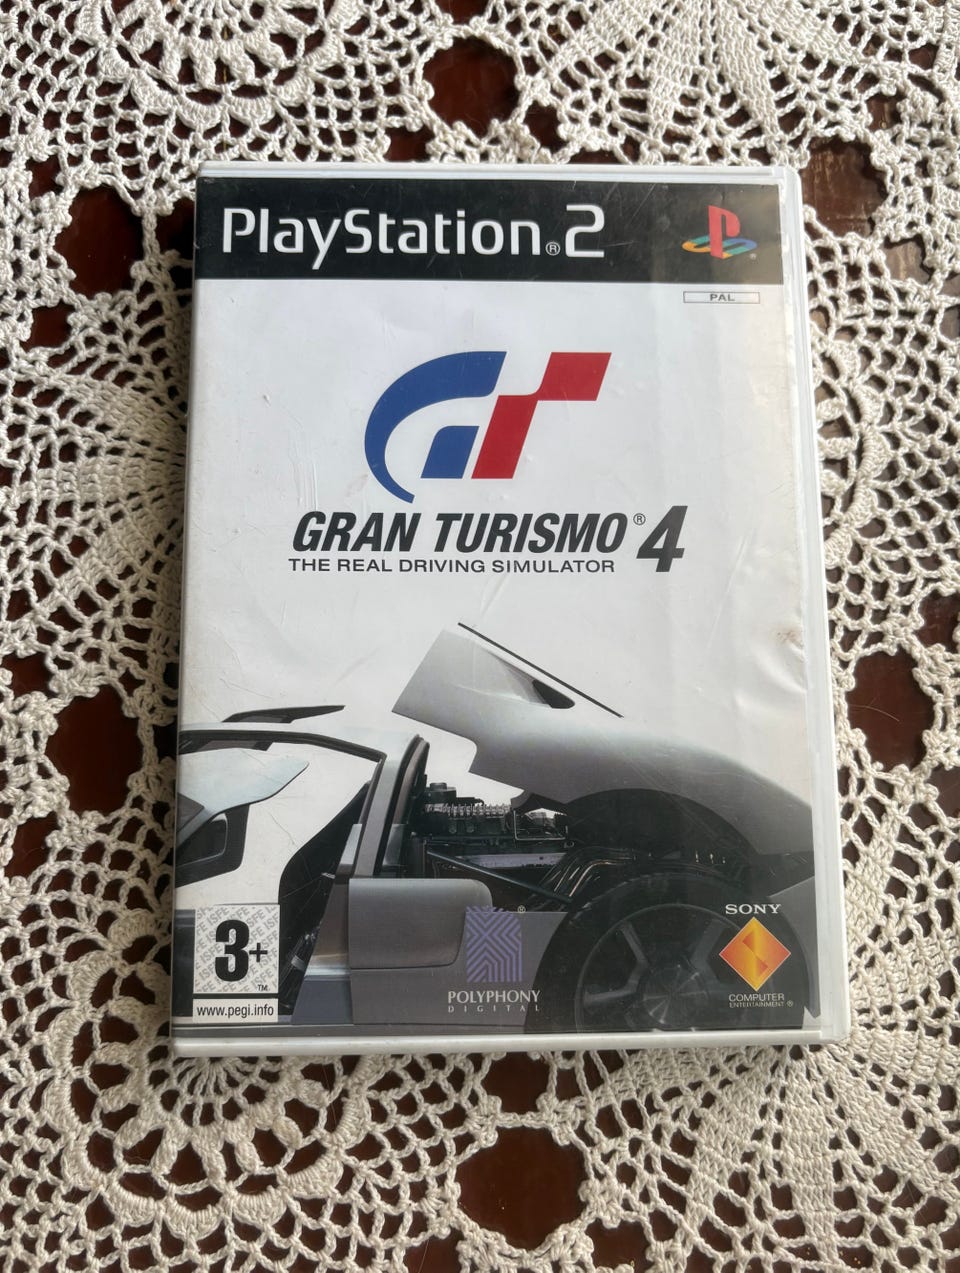 PlayStation®2
PAL
GT
GRAN TURISMO®4
THE REAL DRIVING SIMULATOR
3+
™
www.pegi.info
®
POLYPHONY
DIGITAL
SONY
COMPUTER
ENTERTAINMENT®